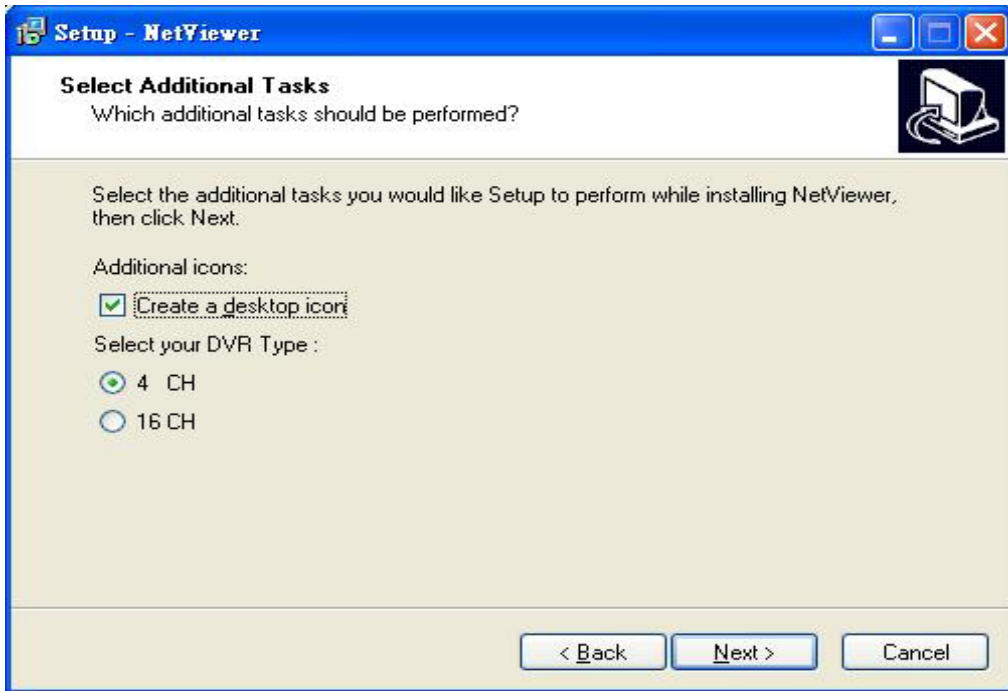 Setup - NetViewer
Select Additional Tasks
Which additional tasks should be performed?
Select the additional tasks you would like Setup to perform while installing NetViewer,
then click Next.
Additional icons:
Create a desktop icon
Select your DVR Type :
4 CH
16 CH
< Back
Next >
Cancel